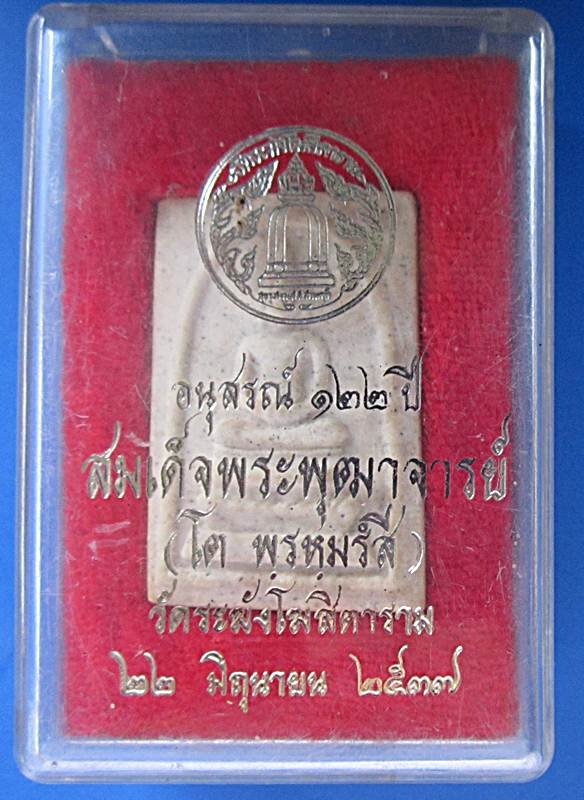 อนุสรณ์ ๑๒๒ ปี
สมเด็จพระพุฒาจารย์
(โต พฺรหฺมรํสี)
วัดระฆังโฆสิตาราม
๒๒ มิถุนายน ๒๕๓๗